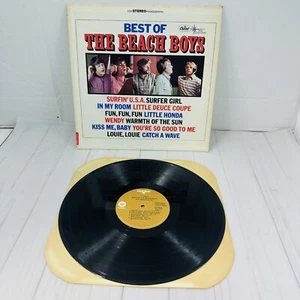 STEREO
BEST OF
THE BEACH BOYS
SURFIN' U.S.A. SURFER GIRL
IN MY ROOM LITTLE DEUCE COUPE
FUN, FUN, FUN LITTLE HONDA
WENDY WARMTH OF THE SUN
KISS ME, BABY YOU'RE SO GOOD TO ME
LOUIE, LOUIE CATCH A WAVE